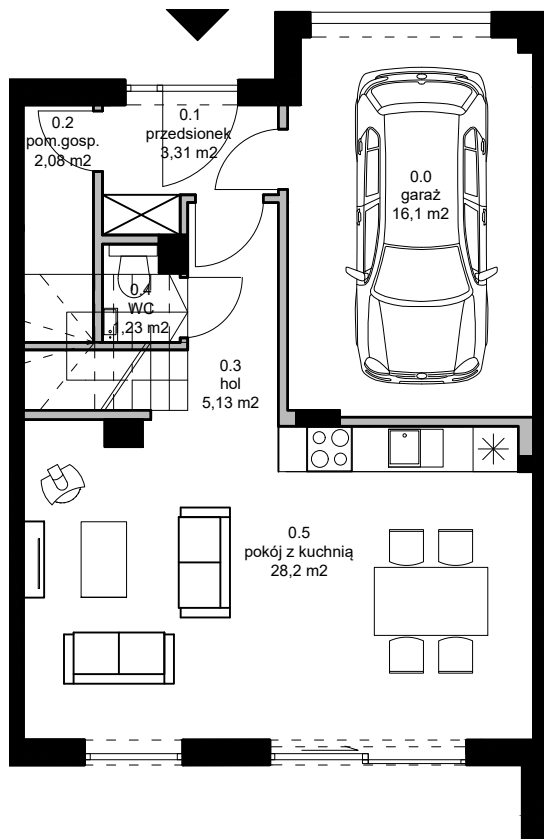 0.1
przedsionek
3,31 m2
0.2
pom.gosp.
2,08 m2
0.0
garaż
16,1 m2
0.4
WC
1,23 m2
0.3
hol
5,13 m2
0.5
pokój z kuchnią
28,2 m2